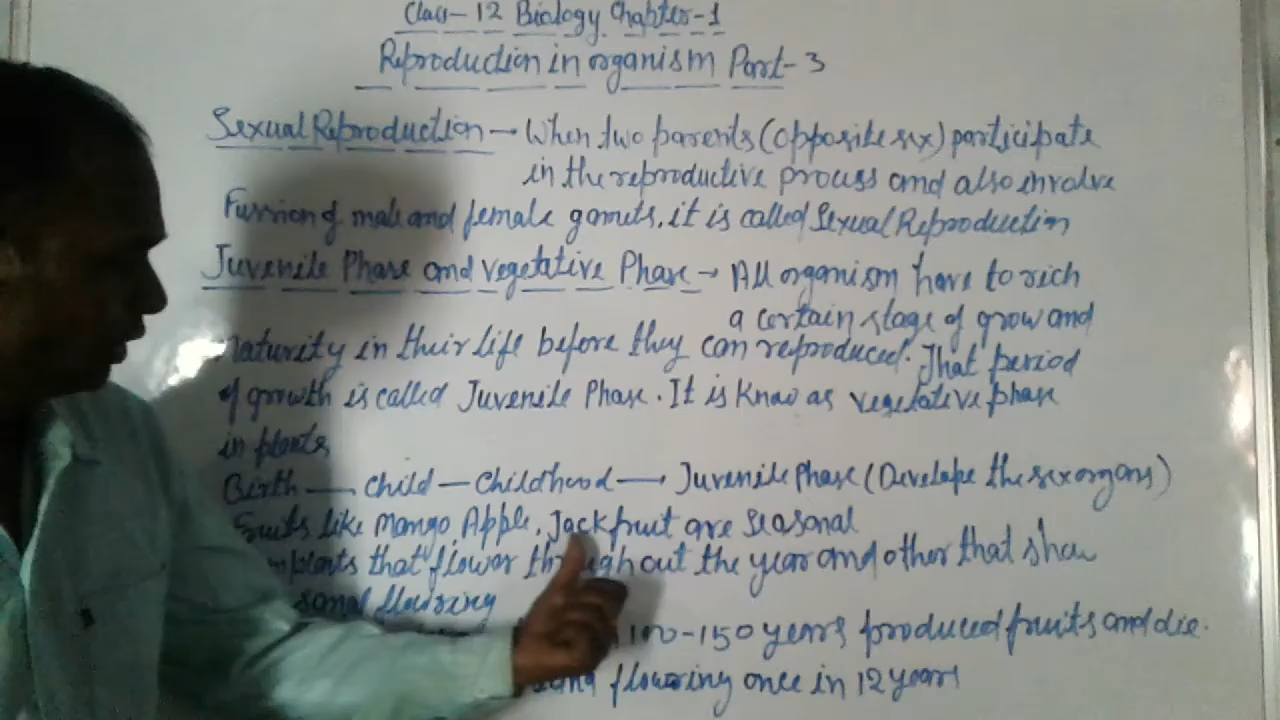 Class-12 Biology Chapter-1
Reproduction in organism Part-3
Sexual Reproduction → When two parents (opposite sex) participate
in the reproductive process and also involve
Fussion of male and female gamets. it is called Sexual Reproduction
Juvenile Phase and vegetative Phase → All organism have to rich
a certain stage of grow and
maturity in their life before they can reproduced. That period
of growth is called Juvenile Phase. It is Know as vegetative phase
in plants
Birth — child — Childhood → Juvenile Phase (Develope the sex organs)
Fruits like Mango, Apple, Jackfruit are seasonal
plants that flower throughout the year and other that show
sonal flowring
100-150 years produced fruits and die.
flowring once in 12 years